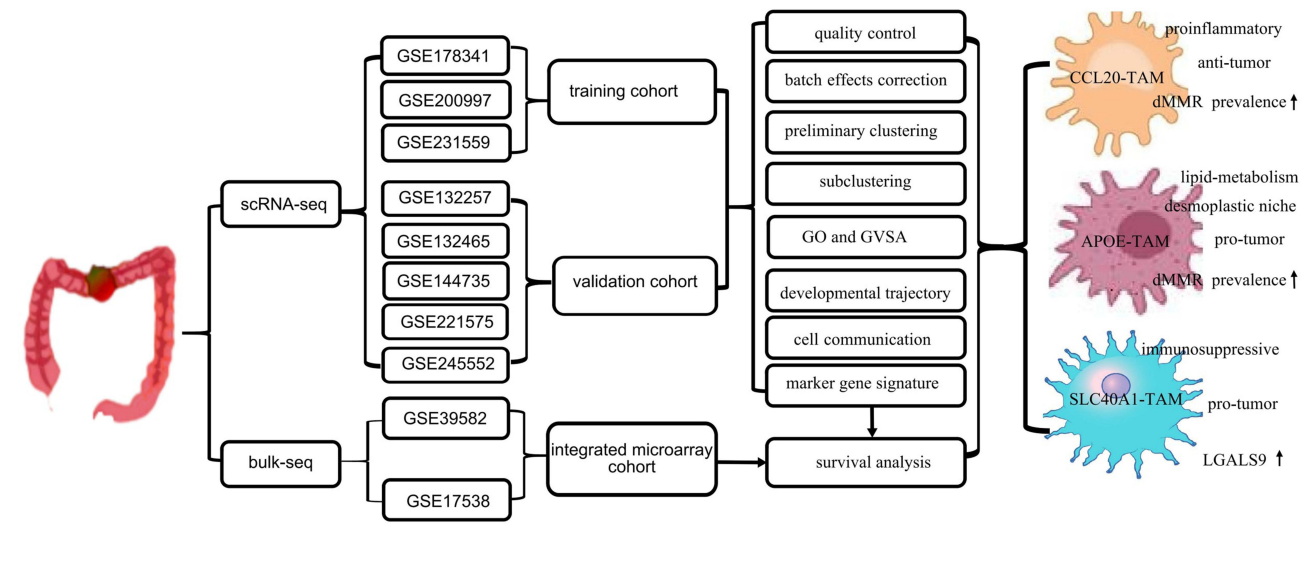 scRNA-seq
bulk-seq
GSE178341
GSE200997
GSE231559
GSE132257
GSE132465
GSE144735
GSE221575
GSE245552
GSE39582
GSE17538
training cohort
validation cohort
integrated microarray
cohort
quality control
batch effects correction
preliminary clustering
subclustering
GO and GVSA
developmental trajectory
cell communication
marker gene signature
survival analysis
proinflammatory
anti-tumor
CCL20-TAM
dMMR prevalence↑
lipid-metabolism
desmoplastic niche
APOE-TAM pro-tumor
dMMR prevalence↑
immunosuppressive
SLC40A1-TAM pro-tumor
LGALS9 ↑